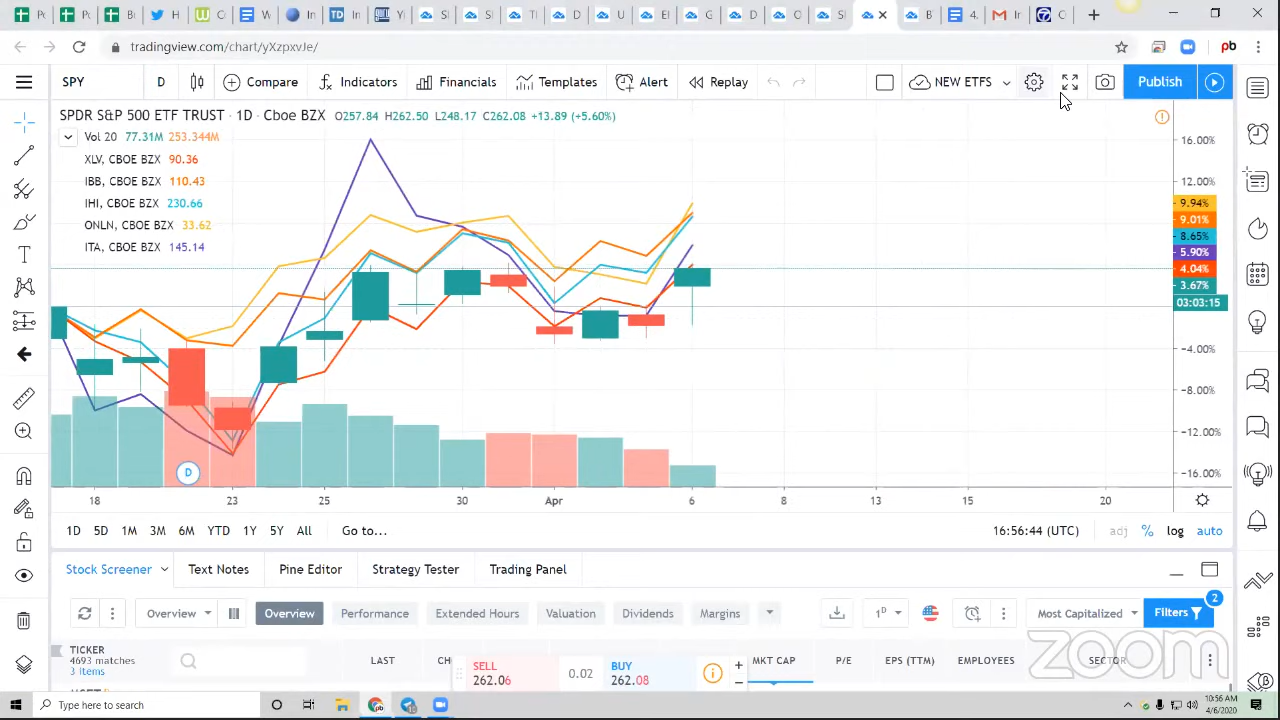 tradingview.com/chart/yXzpxvJe/
SPY D Compare Indicators Financials Templates Alert Replay NEW ETFS Publish
SPDR S&P 500 ETF TRUST · 1D · Cboe BZX O257.84 H262.50 L248.17 C262.08 +13.89 (+5.60%)
Vol 20 77.31M 253.344M
XLV, CBOE BZX 90.36
IBB, CBOE BZX 110.43
IHI, CBOE BZX 230.66
ONLN, CBOE BZX 33.62
ITA, CBOE BZX 145.14
16.00%
12.00%
9.94%
9.01%
8.65%
5.90%
4.04%
3.67%
03:03:15
−4.00%
−8.00%
−12.00%
−16.00%
D
18 23 25 30 Apr 6 8 13 15 20
1D 5D 1M 3M 6M YTD 1Y 5Y All Go to... 16:56:44 (UTC) adj % log auto
Stock Screener Text Notes Pine Editor Strategy Tester Trading Panel
2
Overview Overview Performance Extended Hours Valuation Dividends Margins 1D Most Capitalized Filters
TICKER
4693 matches
3 Items
LAST
SELL
262.06
0.02
BUY
262.08
MKT CAP P/E EPS (TTM) EMPLOYEES SECTOR
zoom
Type here to search
10:56 AM
4/6/2020